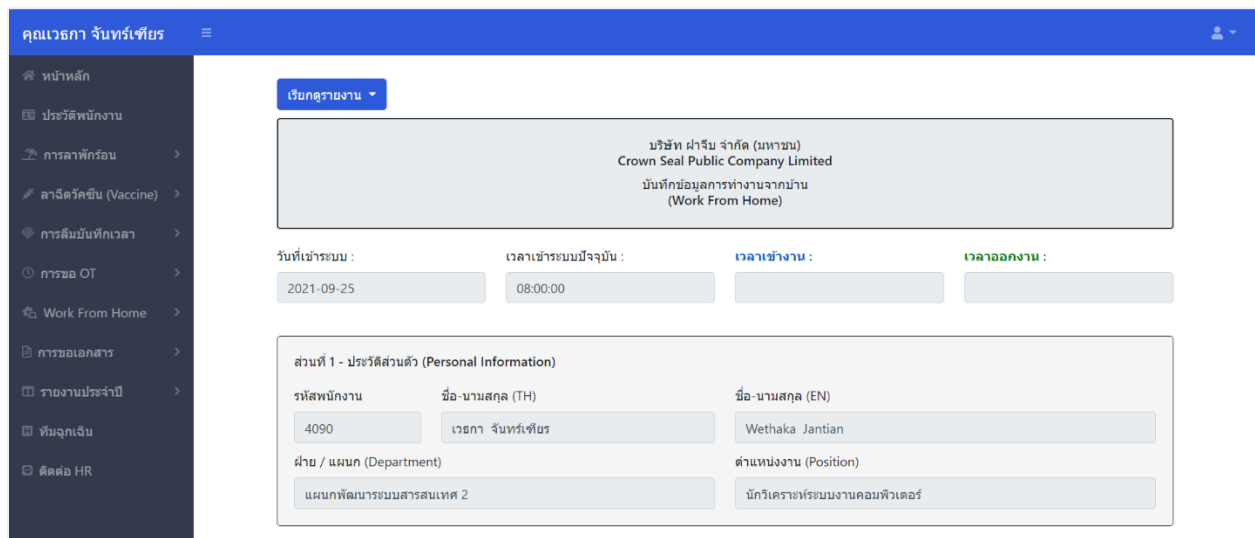 คุณเวธกา จันทร์เฑียร
หน้าหลัก
ประวัติพนักงาน
การลาพักร้อน
ลาฉีดวัคซีน (Vaccine)
การลืมบันทึกเวลา
การขอ OT
Work From Home
การขอเอกสาร
รายงานประจำปี
ทีมฉุกเฉิน
ติดต่อ HR
เรียกดูรายงาน
บริษัท ฝาจีบ จำกัด (มหาชน)
Crown Seal Public Company Limited
บันทึกข้อมูลการทำงานจากบ้าน
(Work From Home)
วันที่เข้าระบบ : เวลาเข้าระบบปัจจุบัน : เวลาเข้างาน : เวลาออกงาน :
2021-09-25 08:00:00
ส่วนที่ 1 - ประวัติส่วนตัว (Personal Information)
รหัสพนักงาน ชื่อ-นามสกุล (TH) ชื่อ-นามสกุล (EN)
4090 เวธกา จันทร์เฑียร Wethaka Jantian
ฝ่าย / แผนก (Department) ตำแหน่งงาน (Position)
แผนกพัฒนาระบบสารสนเทศ 2 นักวิเคราะห์ระบบงานคอมพิวเตอร์